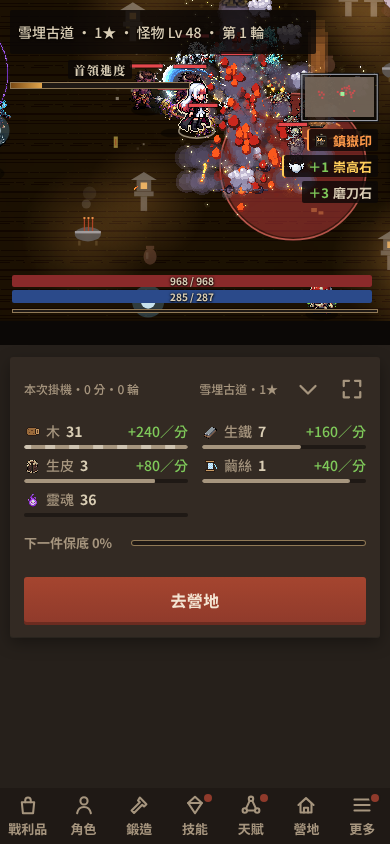 雪埋古道 · 1★ · 怪物 Lv 48 · 第 1 輪
首領進度
鎮嶽印
+1 崇高石
+3 磨刀石
968 / 968
285 / 287
本次掛機·0 分·0 輪
雪埋古道·1★
木 31 +240／分
生鐵 7 +160／分
生皮 3 +80／分
繭絲 1 +40／分
靈魂 36
下一件保底 0%
去營地
戰利品 角色 鍛造 技能 天賦 營地 更多